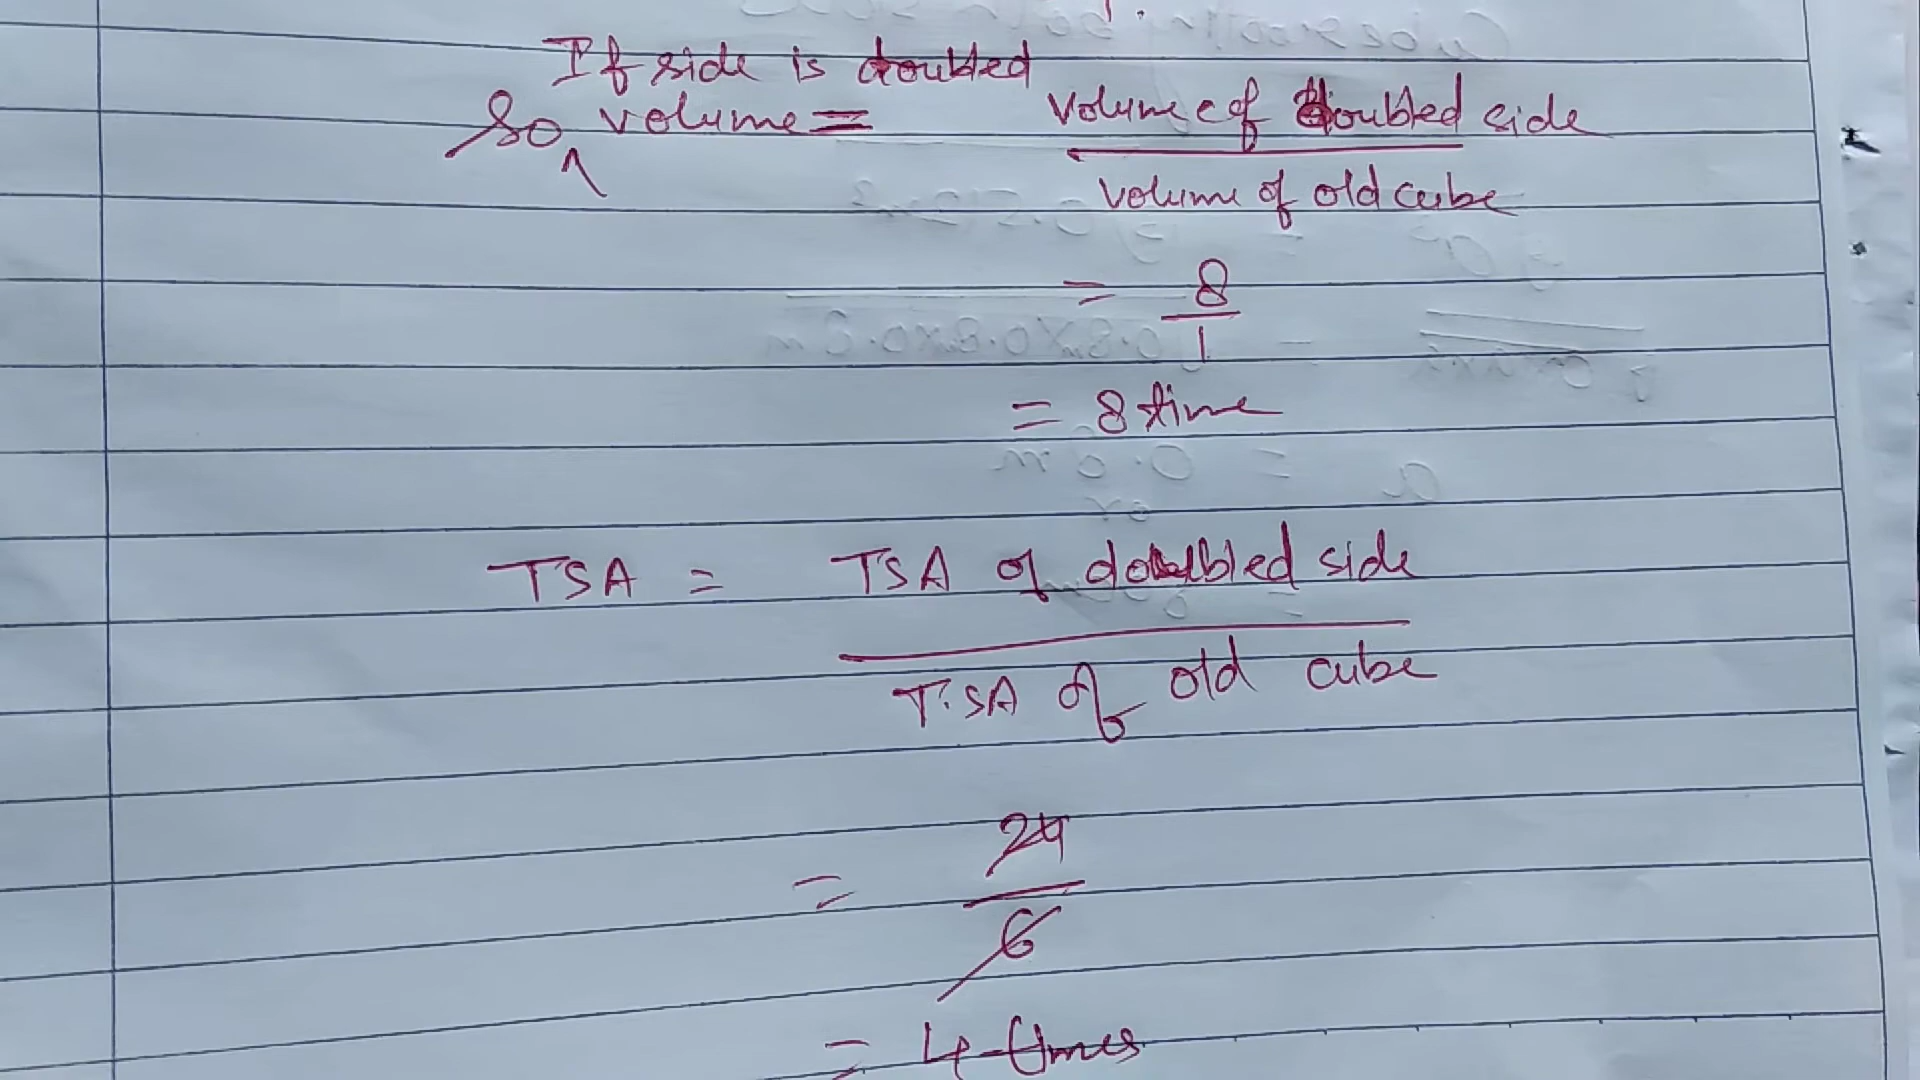 If side is doubled
So, volume = volume of doubled side
volume of old cube
= 8
1
= 8 time
TSA = TSA of doubled side
T.SA of old cube
= 24
6
= 4 times